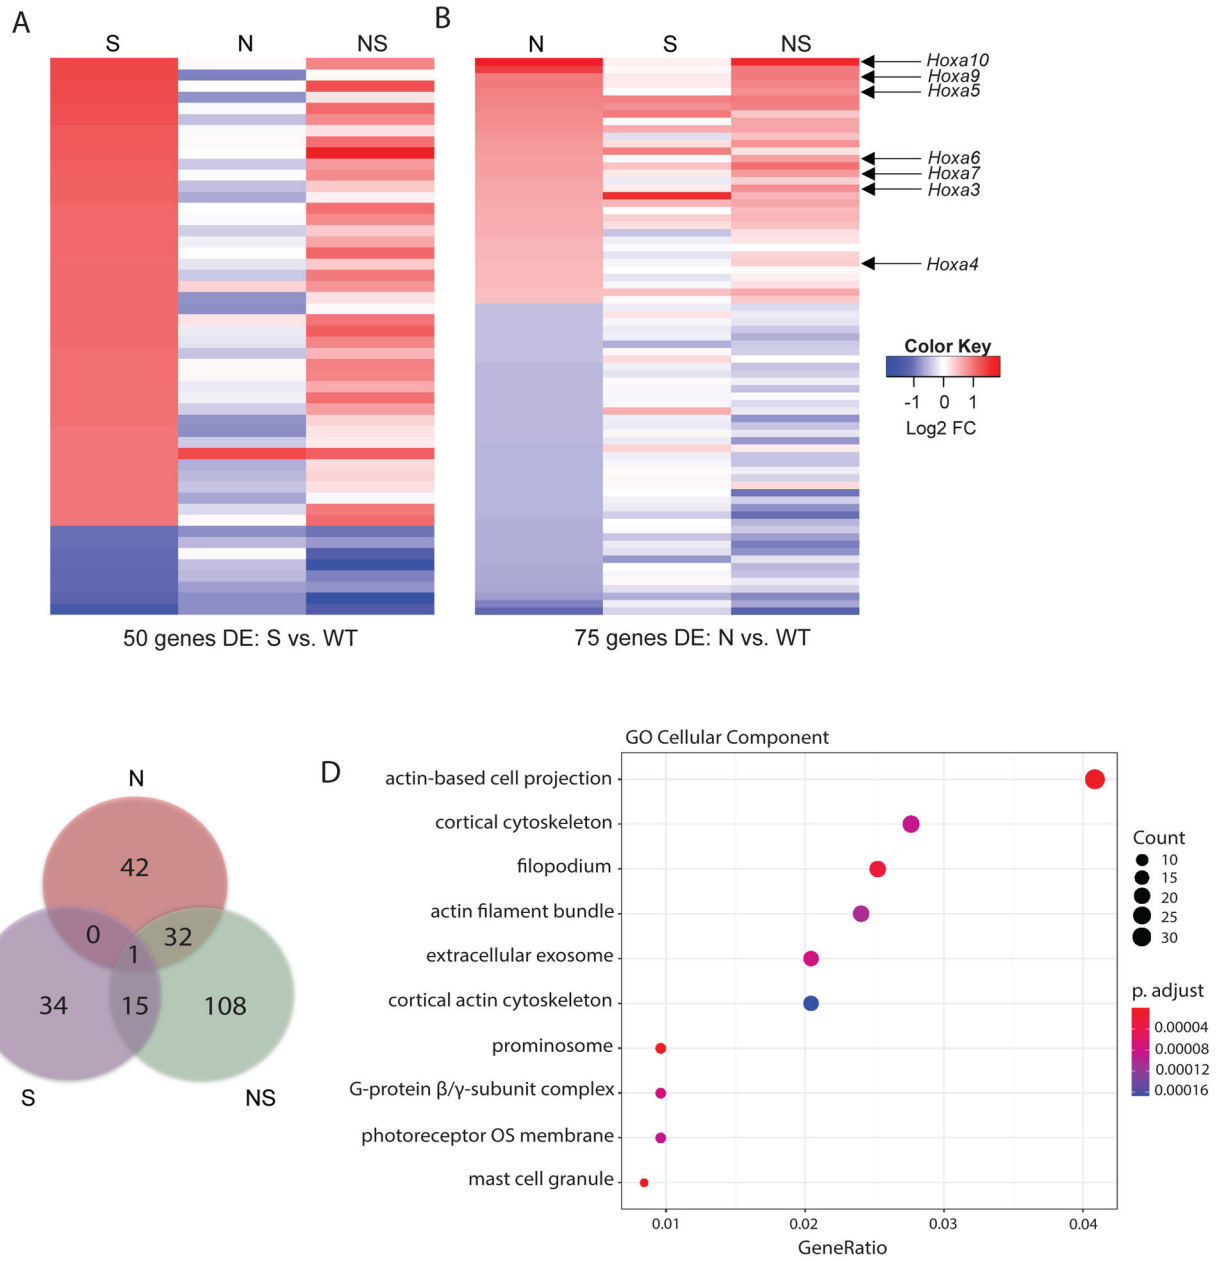 A
S
N
NS
50 genes DE: S vs. WT
B
N
S
NS
Hoxa10
Hoxa9
Hoxa5
Hoxa6
Hoxa7
Hoxa3
Hoxa4
75 genes DE: N vs. WT
Color Key
-1 0 1
Log2 FC
N
42
0
32
1
34
15
108
S
NS
D
GO Cellular Component
actin-based cell projection
cortical cytoskeleton
filopodium
actin filament bundle
extracellular exosome
cortical actin cytoskeleton
prominosome
G-protein β/γ-subunit complex
photoreceptor OS membrane
mast cell granule
0.01 0.02 0.03 0.04
GeneRatio
Count
10
15
20
25
30
p. adjust
0.00004
0.00008
0.00012
0.00016